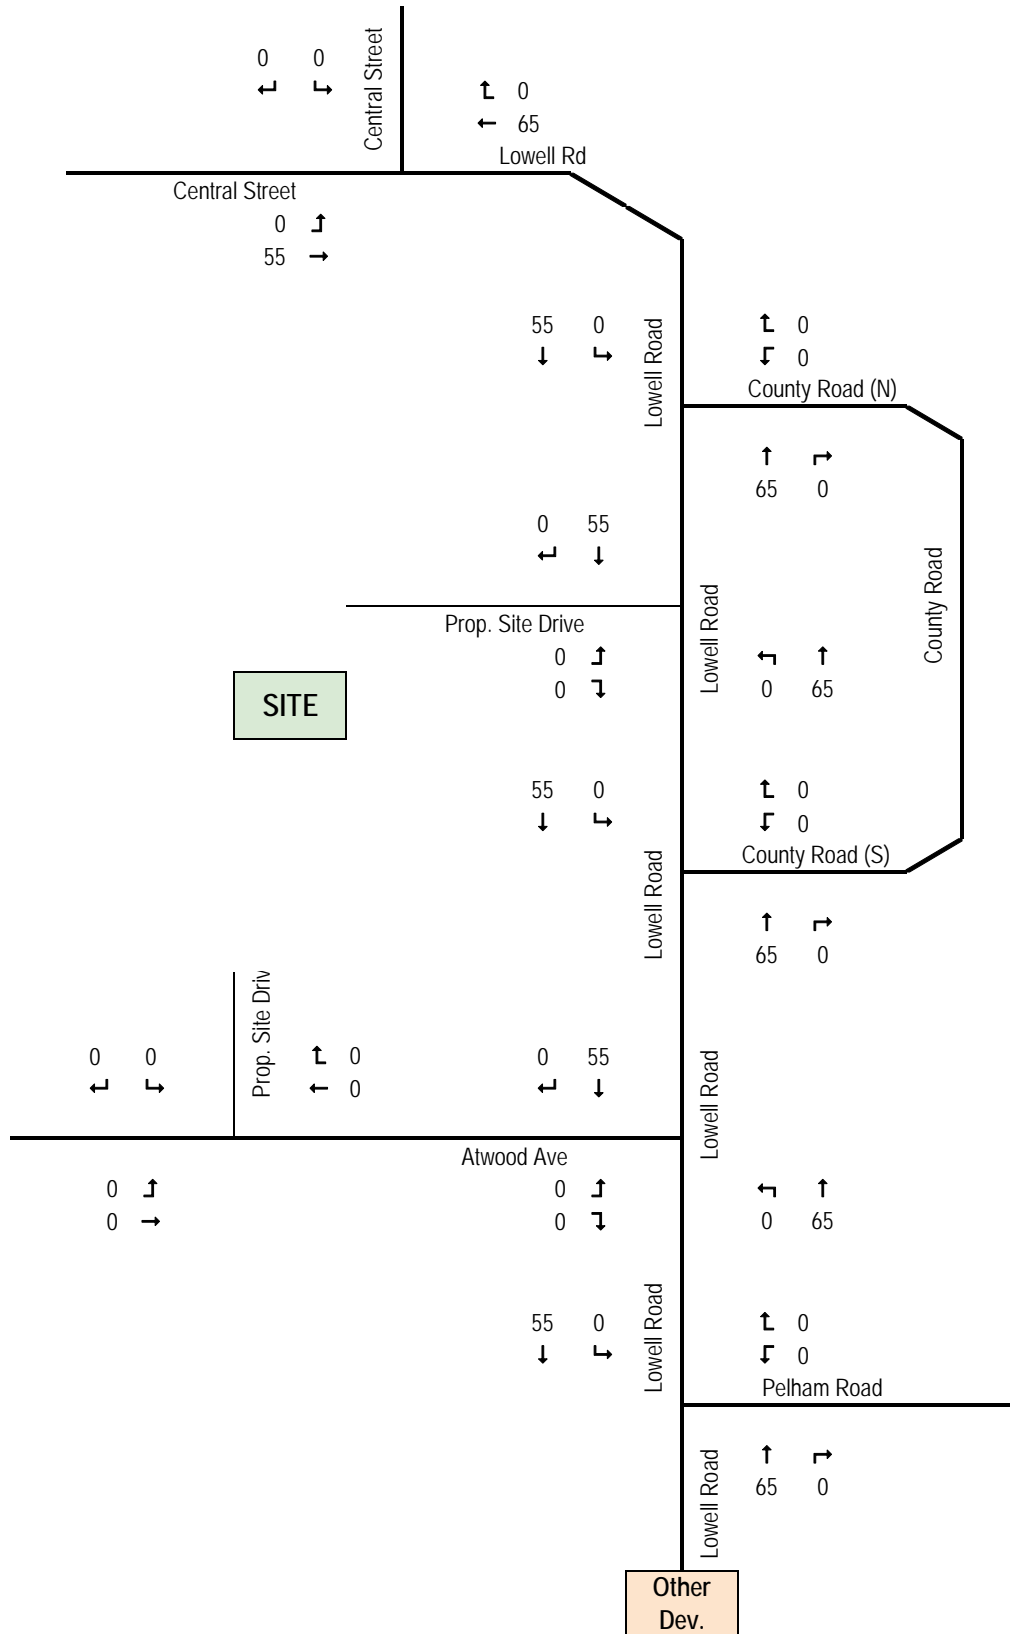 0 0
Central Street
0
65
Lowell Rd
Central Street
0
55
55 0
Lowell Road
0
0
County Road (N)
65 0
0 55
Prop. Site Drive
Lowell Road
County Road
0
0
0 65
SITE
55 0
0
0
County Road (S)
Lowell Road
65 0
Prop. Site Driv
0 0
0
0
0 55
Lowell Road
Atwood Ave
0
0
0
0
0 65
Lowell Road
55 0
0
0
Pelham Road
Lowell Road
65 0
Other
Dev.